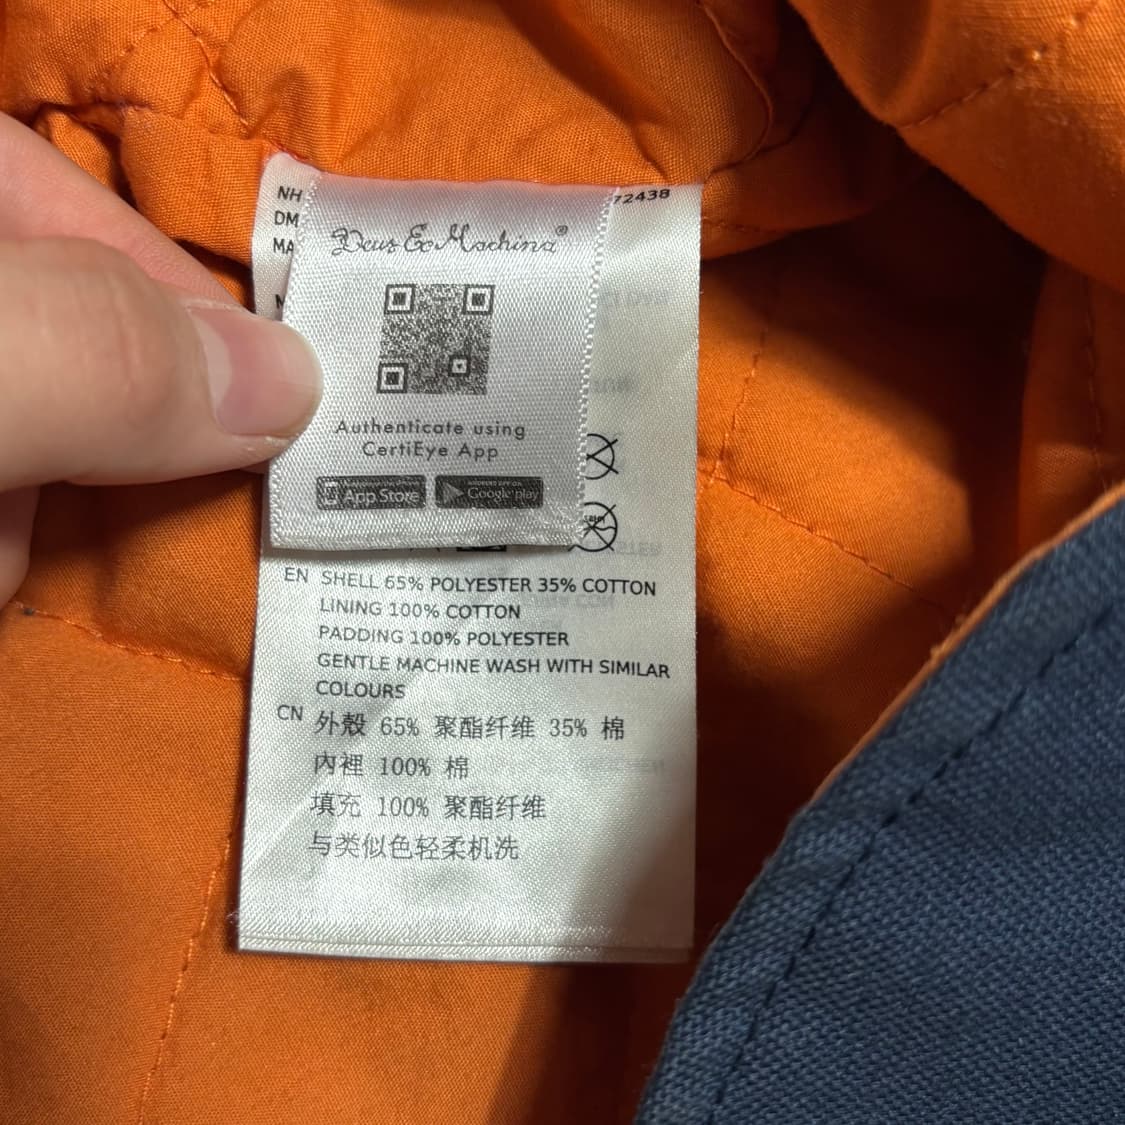 NH
72438
DM
MA
Deus Ex Machina®
Authenticate using
CertiEye App
App Store
Google play
EN SHELL 65% POLYESTER 35% COTTON
LINING 100% COTTON
PADDING 100% POLYESTER
GENTLE MACHINE WASH WITH SIMILAR
COLOURS
CN 外殼 65% 聚酯纤维 35% 棉
內裡 100% 棉
填充 100% 聚酯纤维
与类似色轻柔机洗